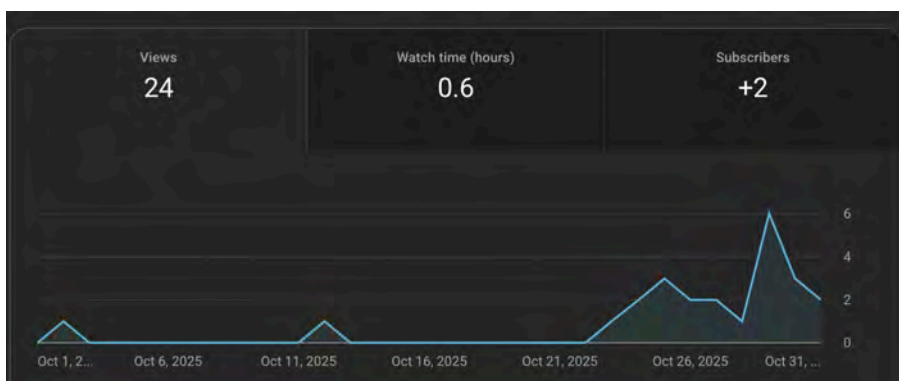 Views Watch time (hours) Subscribers
24 0.6 +2
6
4
2
0
Oct 1, 2... Oct 6, 2025 Oct 11, 2025 Oct 16, 2025 Oct 21, 2025 Oct 26, 2025 Oct 31, ...